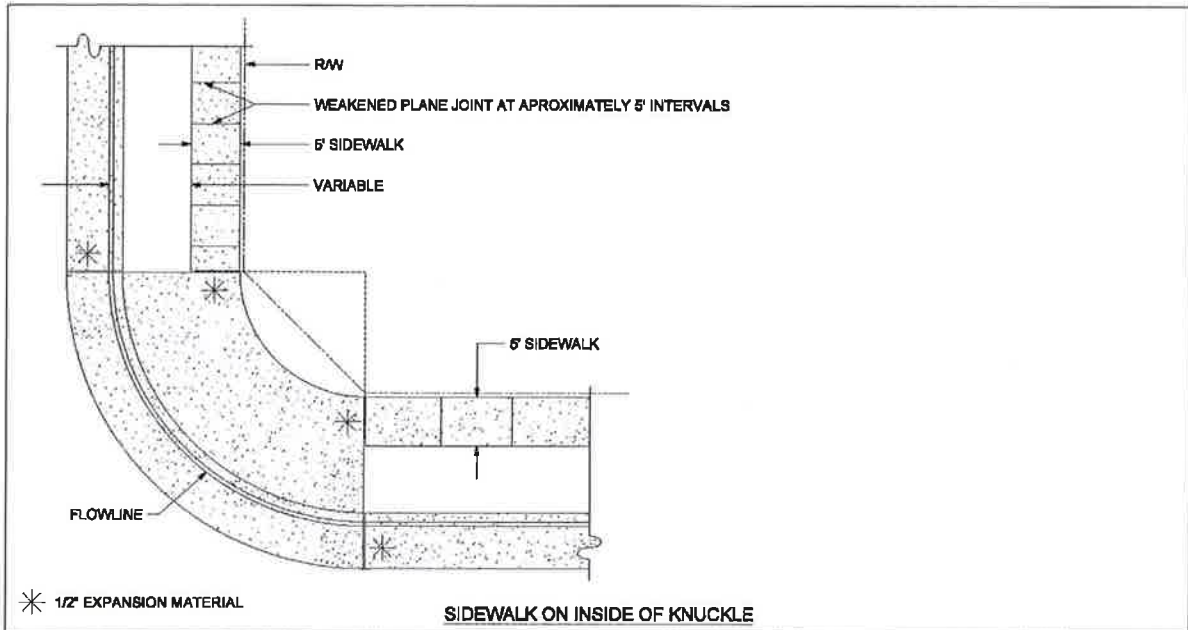 R/W
WEAKENED PLANE JOINT AT APROXIMATELY 5' INTERVALS
5' SIDEWALK
VARIABLE
5' SIDEWALK
FLOWLINE
1/2" EXPANSION MATERIAL
SIDEWALK ON INSIDE OF KNUCKLE